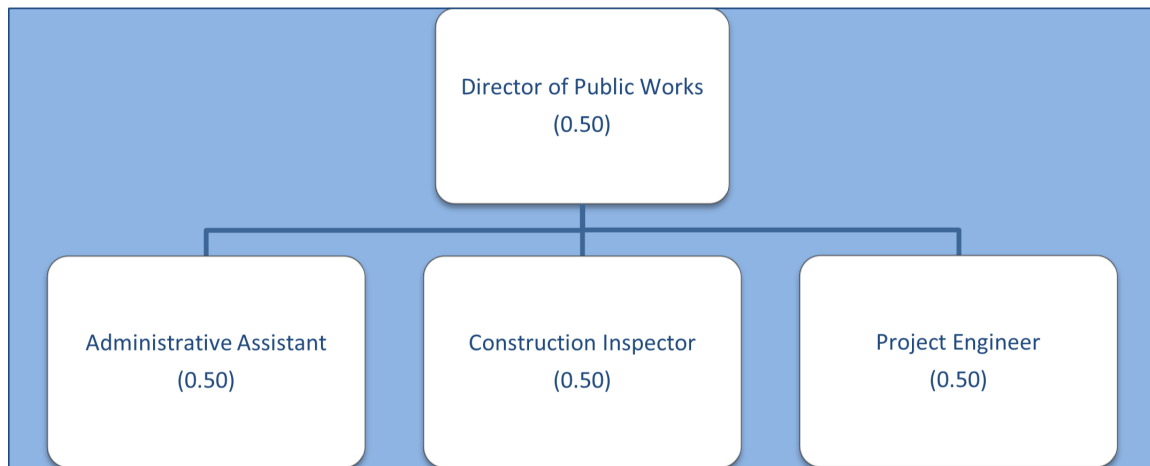 Director of Public Works
(0.50)
Administrative Assistant
(0.50)
Construction Inspector
(0.50)
Project Engineer
(0.50)